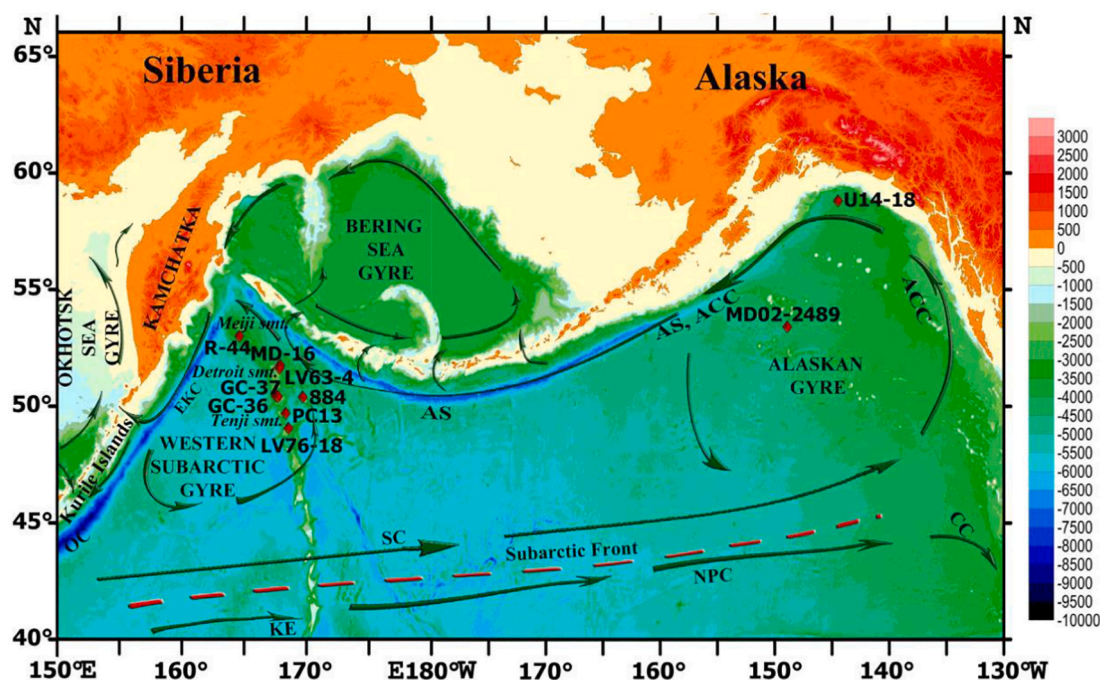 N
N
65°
Siberia
Alaska
60°
U14-18
KAMCHATKA
BERING
SEA
GYRE
55°
OKHOTSK
SEA
GYRE
ACC
AS, ACC
MD02-2489
Meiji smt.
R-44
MD-16
ALASKAN
GYRE
Detroit smt.
LV63-4
50°
EKC
GC-37
884
GC-36
PC13
AS
Tenji smt.
LV76-18
WESTERN
SUBARCTIC
GYRE
Kurile Islands
45°
OC
SC
Subarctic Front
CC
NPC
KE
40°
150°E
160°
170°
E180°W
170°
160°
150°
140°
130°W
3000
2500
2000
1500
1000
500
0
-500
-1000
-1500
-2000
-2500
-3000
-3500
-4000
-4500
-5000
-5500
-6000
-6500
-7000
-7500
-8000
-8500
-9000
-9500
-10000